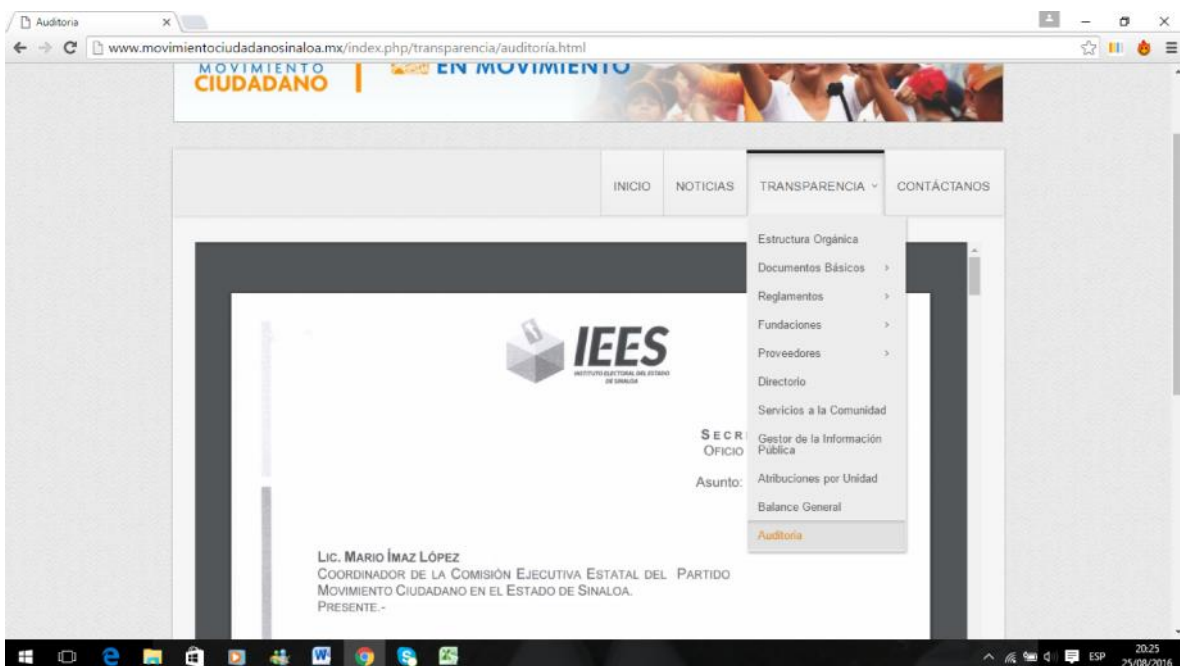 Auditoria
www.movimientociudadanosinaloa.mx/index.php/transparencia/auditoría.html
MOVIMIENTO
CIUDADANO
EN MOVIMIENTO
INICIO
NOTICIAS
TRANSPARENCIA
CONTÁCTANOS
Estructura Orgánica
Documentos Básicos
Reglamentos
Fundaciones
Proveedores
Directorio
Servicios a la Comunidad
Gestor de la Información
Pública
Atribuciones por Unidad
Balance General
Auditoria
IEES
INSTITUTO ELECTORAL DEL ESTADO
DE SINALOA
SECR
OFICIO
Asunto:
LIC. MARIO ÍMAZ LÓPEZ
COORDINADOR DE LA COMISIÓN EJECUTIVA ESTATAL DEL PARTIDO
MOVIMIENTO CIUDADANO EN EL ESTADO DE SINALOA.
PRESENTE.-
ESP
20:25
25/08/2016